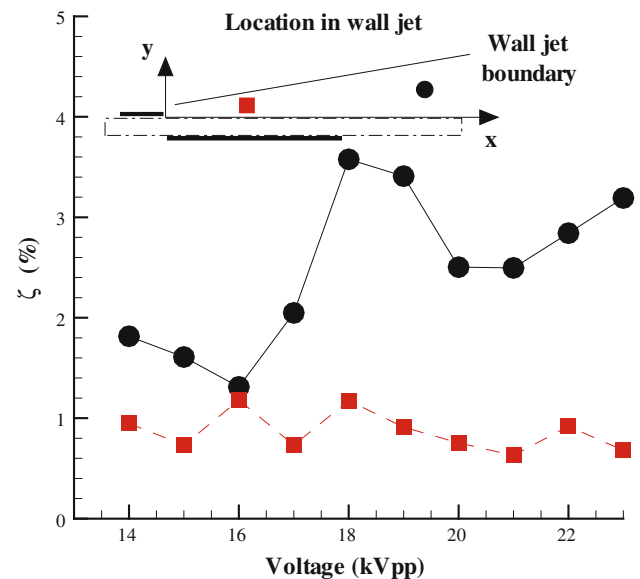 Location in wall jet
y
Wall jet
boundary
x
5
4
3
2
1
0
ζ (%)
14
16
18
20
22
Voltage (kVpp)